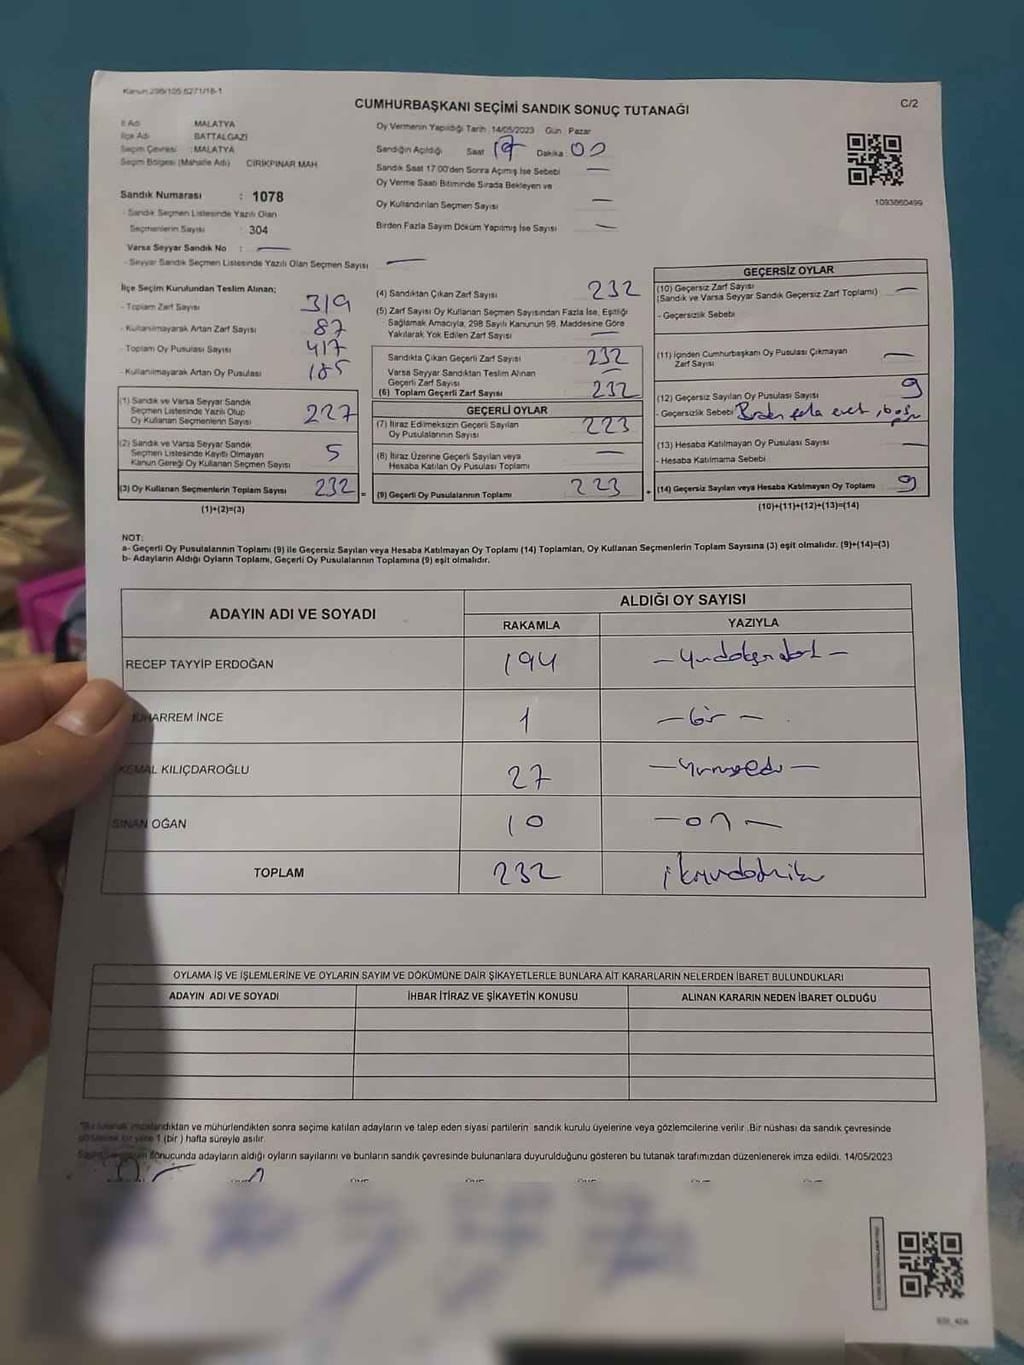 Kanun 298/105 6271/18-1
C/2
CUMHURBAŞKANI SEÇİMİ SANDIK SONUÇ TUTANAĞI
İl Adı MALATYA
İlçe Adı BATTALGAZİ
Seçim Çevresi : MALATYA
Seçim Bölgesi (Mahalle Adı) CIRIKPINAR MAH
Sandık Numarası : 1078
- Sandık Seçmen Listesinde Yazılı Olan
Seçmenlerin Sayısı : 304
Varsa Seyyar Sandık No : —
- Seyyar Sandık Seçmen Listesinde Yazılı Olan Seçmen Sayısı —
Oy Vermenin Yapıldığı Tarih :14/05/2023 Gün Pazar
Sandığın Açıldığı Saat 17 Dakika : 00
Sandık Saat 17:00'den Sonra Açılmış İse Sebebi —
Oy Verme Saati Bitiminde Sırada Bekleyen ve
Oy Kullandırılan Seçmen Sayısı —
Birden Fazla Sayım Döküm Yapılmış İse Sayısı —
1093660499
İlçe Seçim Kurulundan Teslim Alınan;
- Toplam Zarf Sayısı 319
- Kullanılmayarak Artan Zarf Sayısı 87
- Toplam Oy Pusulası Sayısı 417
- Kullanılmayarak Artan Oy Pusulası 185
(1) Sandık ve Varsa Seyyar Sandık
Seçmen Listesinde Yazılı Olup
Oy Kullanan Seçmenlerin Sayısı 227
(2) Sandık ve Varsa Seyyar Sandık
Seçmen Listesinde Kayıtlı Olmayan
Kanun Gereği Oy Kullanan Seçmen Sayısı 5
(3) Oy Kullanan Seçmenlerin Toplam Sayısı 232 =
(1)+(2)=(3)
(4) Sandıktan Çıkan Zarf Sayısı 232
(5) Zarf Sayısı Oy Kullanan Seçmen Sayısından Fazla İse, Eşitliği
Sağlamak Amacıyla, 298 Sayılı Kanunun 98. Maddesine Göre
Yakılarak Yok Edilen Zarf Sayısı —
Sandıkta Çıkan Geçerli Zarf Sayısı 232
Varsa Seyyar Sandıktan Teslim Alınan
Geçerli Zarf Sayısı —
(6) Toplam Geçerli Zarf Sayısı 232
GEÇERLİ OYLAR
(7) İtiraz Edilmeksizin Geçerli Sayılan
Oy Pusulalarının Sayısı 223
(8) İtiraz Üzerine Geçerli Sayılan veya
Hesaba Katılan Oy Pusulası Toplamı —
(9) Geçerli Oy Pusulalarının Toplamı 223 +
GEÇERSİZ OYLAR
(10) Geçersiz Zarf Sayısı —
(Sandık ve Varsa Seyyar Sandık Geçersiz Zarf Toplamı)
- Geçersizlik Sebebi
(11) İçinden Cumhurbaşkanı Oy Pusulası Çıkmayan
Zarf Sayısı —
(12) Geçersiz Sayılan Oy Pusulası Sayısı 9
- Geçersizlik Sebebi Birden fazla evet,
(13) Hesaba Katılmayan Oy Pusulası Sayısı —
- Hesaba Katılmama Sebebi
(14) Geçersiz Sayılan veya Hesaba Katılmayan Oy Toplamı 9
(10)+(11)+(12)+(13)=(14)
NOT:
a- Geçerli Oy Pusulalarının Toplamı (9) ile Geçersiz Sayılan veya Hesaba Katılmayan Oy Toplamı (14) Toplamları, Oy Kullanan Seçmenlerin Toplam Sayısına (3) eşit olmalıdır. (9)+(14)=(3)
b- Adayların Aldığı Oyların Toplamı, Geçerli Oy Pusulalarının Toplamına (9) eşit olmalıdır.
ADAYIN ADI VE SOYADI ALDIĞI OY SAYISI
RAKAMLA YAZIYLA
RECEP TAYYİP ERDOĞAN 194 — Yüzdoksandört —
MUHARREM İNCE 1 — bir —
KEMAL KILIÇDAROĞLU 27 — Yirmiyedi —
SİNAN OĞAN 10 — on —
TOPLAM 232 ikiyüzotuziki
OYLAMA İŞ VE İŞLEMLERİNE VE OYLARIN SAYIM VE DÖKÜMÜNE DAİR ŞİKAYETLERLE BUNLARA AİT KARARLARIN NELERDEN İBARET BULUNDUKLARI
ADAYIN ADI VE SOYADI İHBAR İTİRAZ VE ŞİKAYETİN KONUSU ALINAN KARARIN NEDEN İBARET OLDUĞU
"Bu tutanak imzalandıktan ve mühürlendikten sonra seçime katılan adayların ve talep eden siyasi partilerin sandık kurulu üyelerine veya gözlemcilerine verilir .Bir nüshası da sandık çevresinde
görülecek bir yere 1 (bir ) hafta süreyle asılır.
sonucunda adayların aldığı oyların sayılarını ve bunların sandık çevresinde bulunanlara duyurulduğunu gösteren bu tutanak tarafımızdan düzenlenerek imza edildi. 14/05/2023